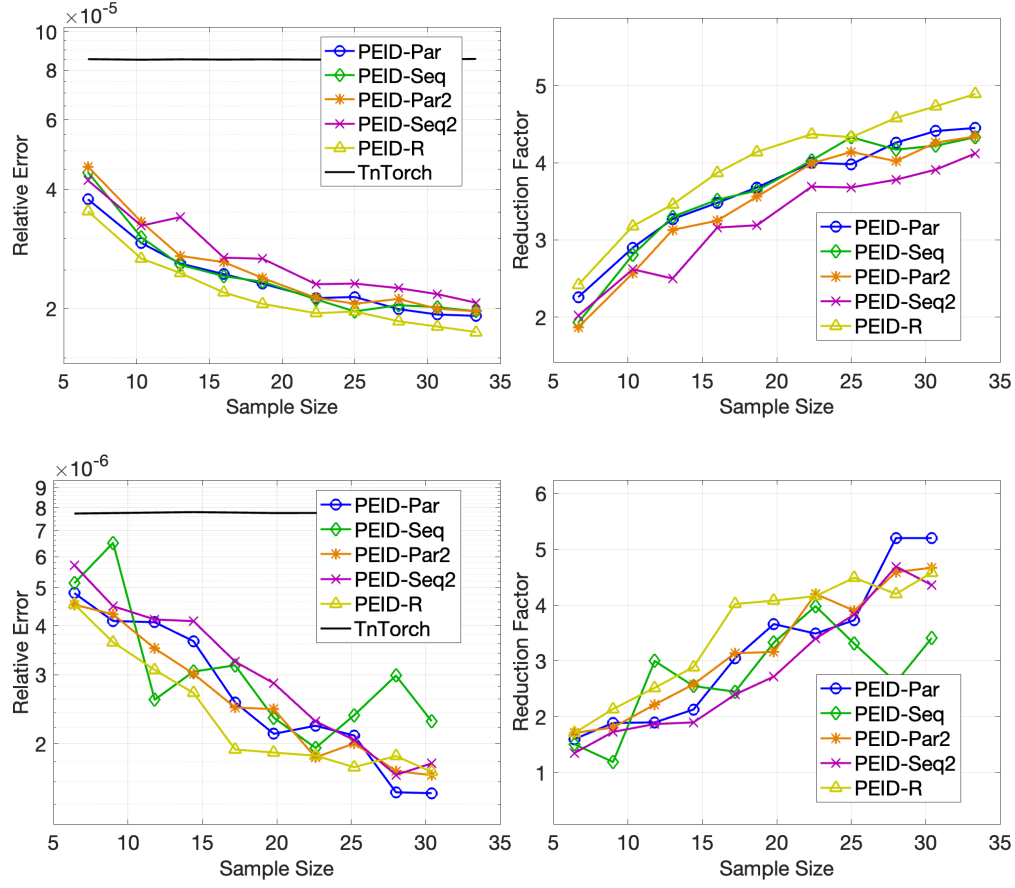 ×10⁻⁵
10
8
6
4
2
Relative Error
5 10 15 20 25 30 35
Sample Size
PEID-Par
PEID-Seq
PEID-Par2
PEID-Seq2
PEID-R
TnTorch
5
4
3
2
Reduction Factor
5 10 15 20 25 30 35
Sample Size
PEID-Par
PEID-Seq
PEID-Par2
PEID-Seq2
PEID-R
×10⁻⁶
9
8
7
6
5
4
3
2
Relative Error
5 10 15 20 25 30 35
Sample Size
PEID-Par
PEID-Seq
PEID-Par2
PEID-Seq2
PEID-R
TnTorch
6
5
4
3
2
1
Reduction Factor
5 10 15 20 25 30 35
Sample Size
PEID-Par
PEID-Seq
PEID-Par2
PEID-Seq2
PEID-R